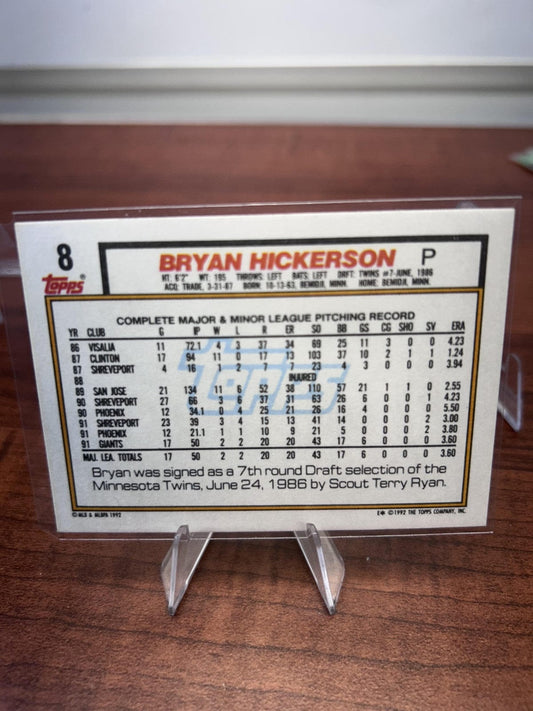 8
Topps®
BRYAN HICKERSON P
HT: 6'2" WT: 195 THROWS: LEFT BATS: LEFT DRFT: TWINS #7-JUNE, 1986
ACQ: TRADE, 3-31-87 BORN: 10-13-63, BEMIDJI, MINN. HOME: BEMIDJI, MINN.
COMPLETE MAJOR & MINOR LEAGUE PITCHING RECORD
YR CLUB G IP W L R ER SO BB GS CG SHO SV ERA
86 VISALIA 11 72.1 4 3 37 34 69 25 11 3 0 0 4.23
87 CLINTON 17 94 11 0 17 13 103 37 10 2 1 1 1.24
87 SHREVEPORT 4 16 1 2 7 7 23 4 3 0 0 0 3.94
88 INJURED
89 SAN JOSE 21 134 11 6 52 38 110 57 21 1 1 0 2.55
90 SHREVEPORT 27 66 3 6 37 31 63 26 6 0 0 1 4.23
90 PHOENIX 12 34.1 0 4 25 21 26 16 4 0 0 0 5.50
91 SHREVEPORT 23 39 3 4 15 13 41 14 0 0 0 2 3.00
91 PHOENIX 12 21.1 1 1 10 9 21 5 0 0 0 2 3.80
91 GIANTS 17 50 2 2 20 20 43 17 6 0 0 0 3.60
MAJ. LEA. TOTALS 17 50 2 2 20 20 43 17 6 0 0 0 3.60
Bryan was signed as a 7th round Draft selection of the
Minnesota Twins, June 24, 1986 by Scout Terry Ryan.
©MLB & MLBPA 1992 E✻ ©1992 THE TOPPS COMPANY, INC.